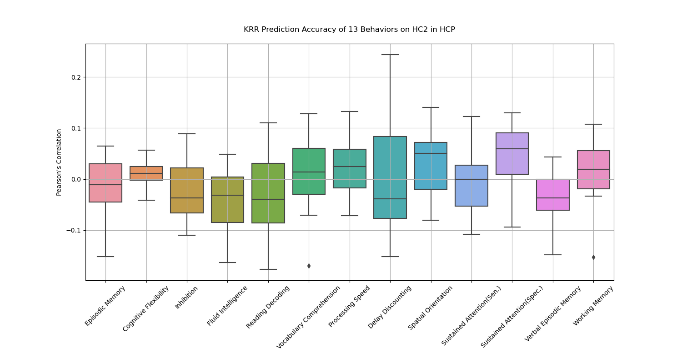 KRR Prediction Accuracy of 13 Behaviors on HC2 in HCP
Pearson's Correlation
0.2
0.1
0.0
−0.1
Episodic Memory
Cognitive Flexibility
Inhibition
Fluid Intelligence
Reading Decoding
Vocabulary Comprehension
Processing Speed
Delay Discounting
Spatial Orientation
Sustained Attention(Sen.)
Sustained Attention(Spec.)
Verbal Episodic Memory
Working Memory